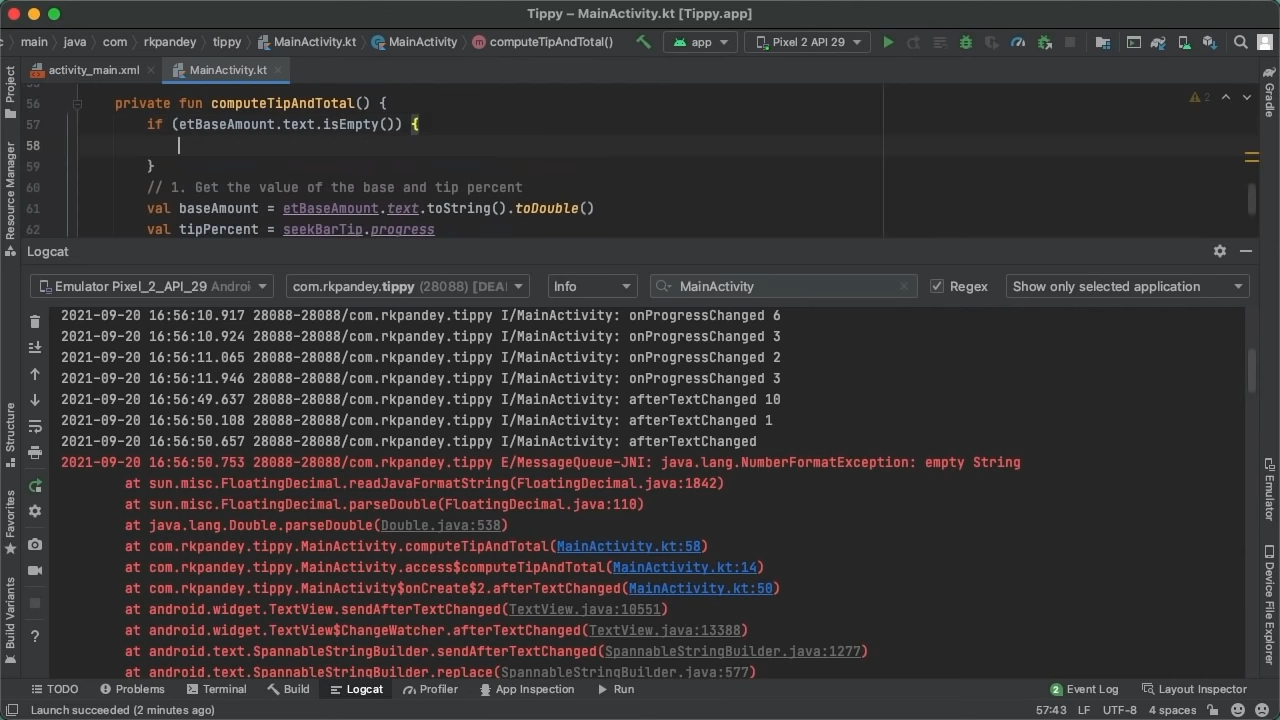 Tippy – MainActivity.kt [Tippy.app]
main java com rkpandey tippy MainActivity.kt MainActivity computeTipAndTotal() app Pixel 2 API 29
activity_main.xml MainActivity.kt
56 private fun computeTipAndTotal() {
57 if (etBaseAmount.text.isEmpty()) {
58
59 }
60 // 1. Get the value of the base and tip percent
61 val baseAmount = etBaseAmount.text.toString().toDouble()
62 val tipPercent = seekBarTip.progress
2
Logcat
Emulator Pixel_2_API_29 Androi com.rkpandey.tippy (28088) [DEA Info MainActivity Regex Show only selected application
2021-09-20 16:56:10.917 28088-28088/com.rkpandey.tippy I/MainActivity: onProgressChanged 6
2021-09-20 16:56:10.924 28088-28088/com.rkpandey.tippy I/MainActivity: onProgressChanged 3
2021-09-20 16:56:11.065 28088-28088/com.rkpandey.tippy I/MainActivity: onProgressChanged 2
2021-09-20 16:56:11.946 28088-28088/com.rkpandey.tippy I/MainActivity: onProgressChanged 3
2021-09-20 16:56:49.637 28088-28088/com.rkpandey.tippy I/MainActivity: afterTextChanged 10
2021-09-20 16:56:50.108 28088-28088/com.rkpandey.tippy I/MainActivity: afterTextChanged 1
2021-09-20 16:56:50.657 28088-28088/com.rkpandey.tippy I/MainActivity: afterTextChanged
2021-09-20 16:56:50.753 28088-28088/com.rkpandey.tippy E/MessageQueue-JNI: java.lang.NumberFormatException: empty String
at sun.misc.FloatingDecimal.readJavaFormatString(FloatingDecimal.java:1842)
at sun.misc.FloatingDecimal.parseDouble(FloatingDecimal.java:110)
at java.lang.Double.parseDouble(Double.java:538)
at com.rkpandey.tippy.MainActivity.computeTipAndTotal(MainActivity.kt:58)
at com.rkpandey.tippy.MainActivity.access$computeTipAndTotal(MainActivity.kt:14)
at com.rkpandey.tippy.MainActivity$onCreate$2.afterTextChanged(MainActivity.kt:50)
at android.widget.TextView.sendAfterTextChanged(TextView.java:10551)
at android.widget.TextView$ChangeWatcher.afterTextChanged(TextView.java:13388)
at android.text.SpannableStringBuilder.sendAfterTextChanged(SpannableStringBuilder.java:1277)
at android.text.SpannableStringBuilder.replace(SpannableStringBuilder.java:577)
Project
Resource Manager
Structure
Favorites
Build Variants
Gradle
Emulator
Device File Explorer
TODO Problems Terminal Build Logcat Profiler App Inspection Run 2 Event Log Layout Inspector
Launch succeeded (2 minutes ago) 57:43 LF UTF-8 4 spaces